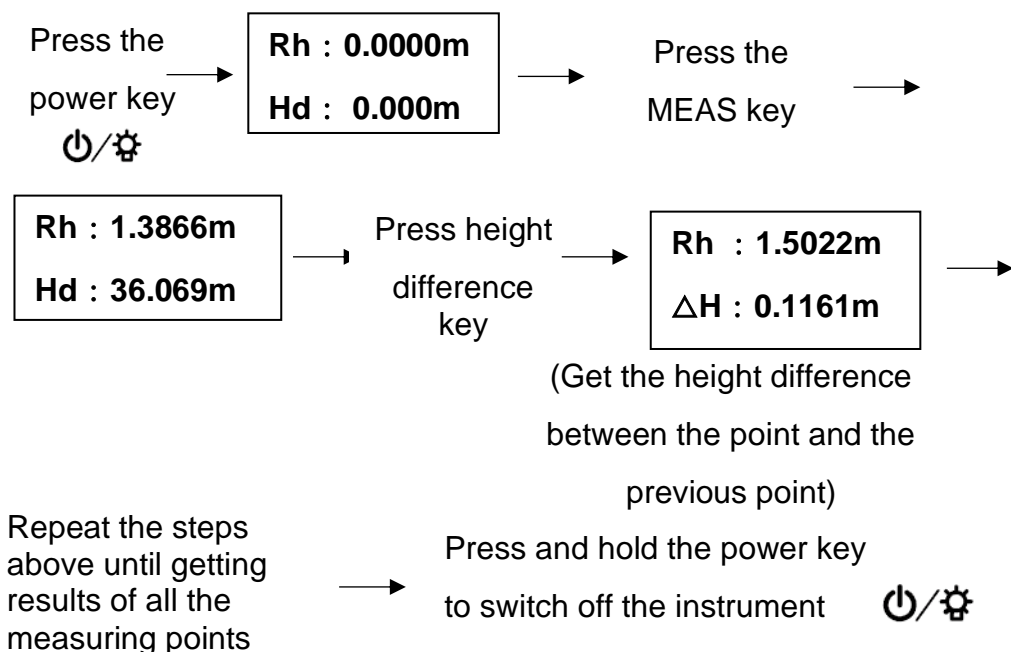 Press the
power key
Rh：0.0000m
Hd： 0.000m
Press the
MEAS key
Rh：1.3866m
Hd：36.069m
Press height
difference
key
Rh ：1.5022m
△H：0.1161m
(Get the height difference
between the point and the
previous point)
Repeat the steps
above until getting
results of all the
measuring points
Press and hold the power key
to switch off the instrument